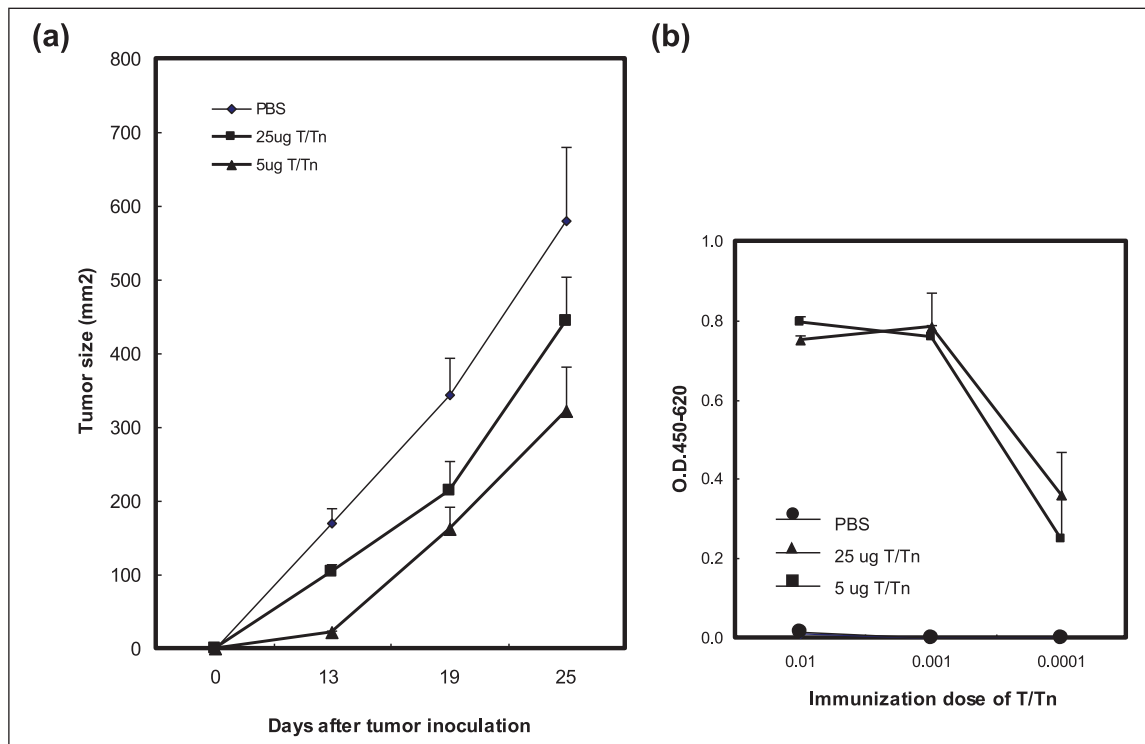 (a)
800
700
600
500
400
300
200
100
0
Tumor size (mm2)
PBS
25ug T/Tn
5ug T/Tn
0 13 19 25
Days after tumor inoculation
(b)
1.0
0.8
0.6
0.4
0.2
0.0
O.D.450-620
PBS
25 ug T/Tn
5 ug T/Tn
0.01 0.001 0.0001
Immunization dose of T/Tn